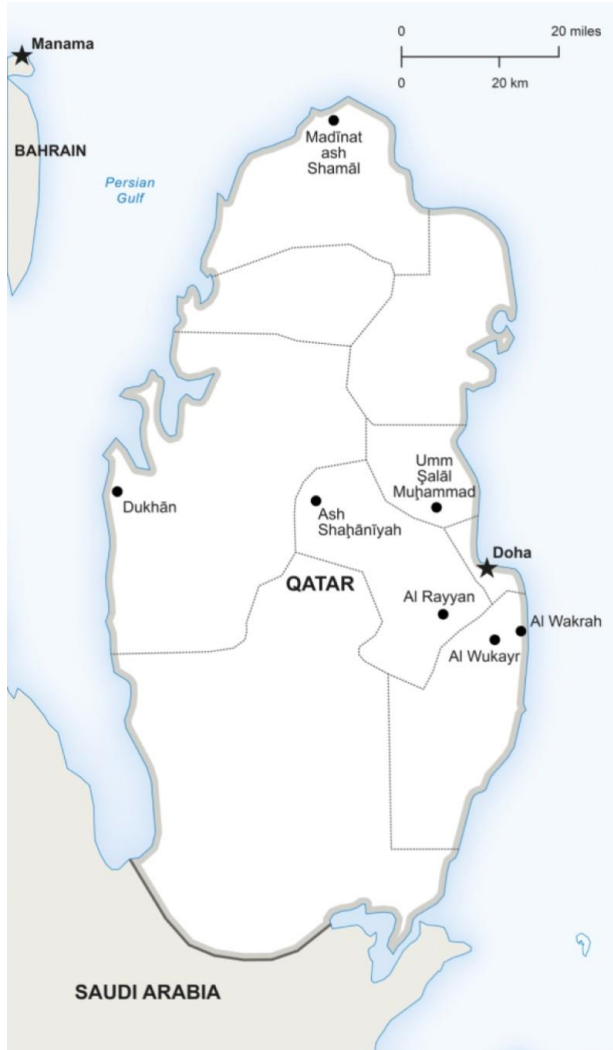 0 20 miles
0 20 km
Manama
BAHRAIN
Persian
Gulf
Madīnat
ash
Shamāl
Umm
Şalāl
Muḩammad
Dukhān
Ash
Shaḩānīyah
Doha
QATAR
Al Rayyan
Al Wakrah
Al Wukayr
SAUDI ARABIA